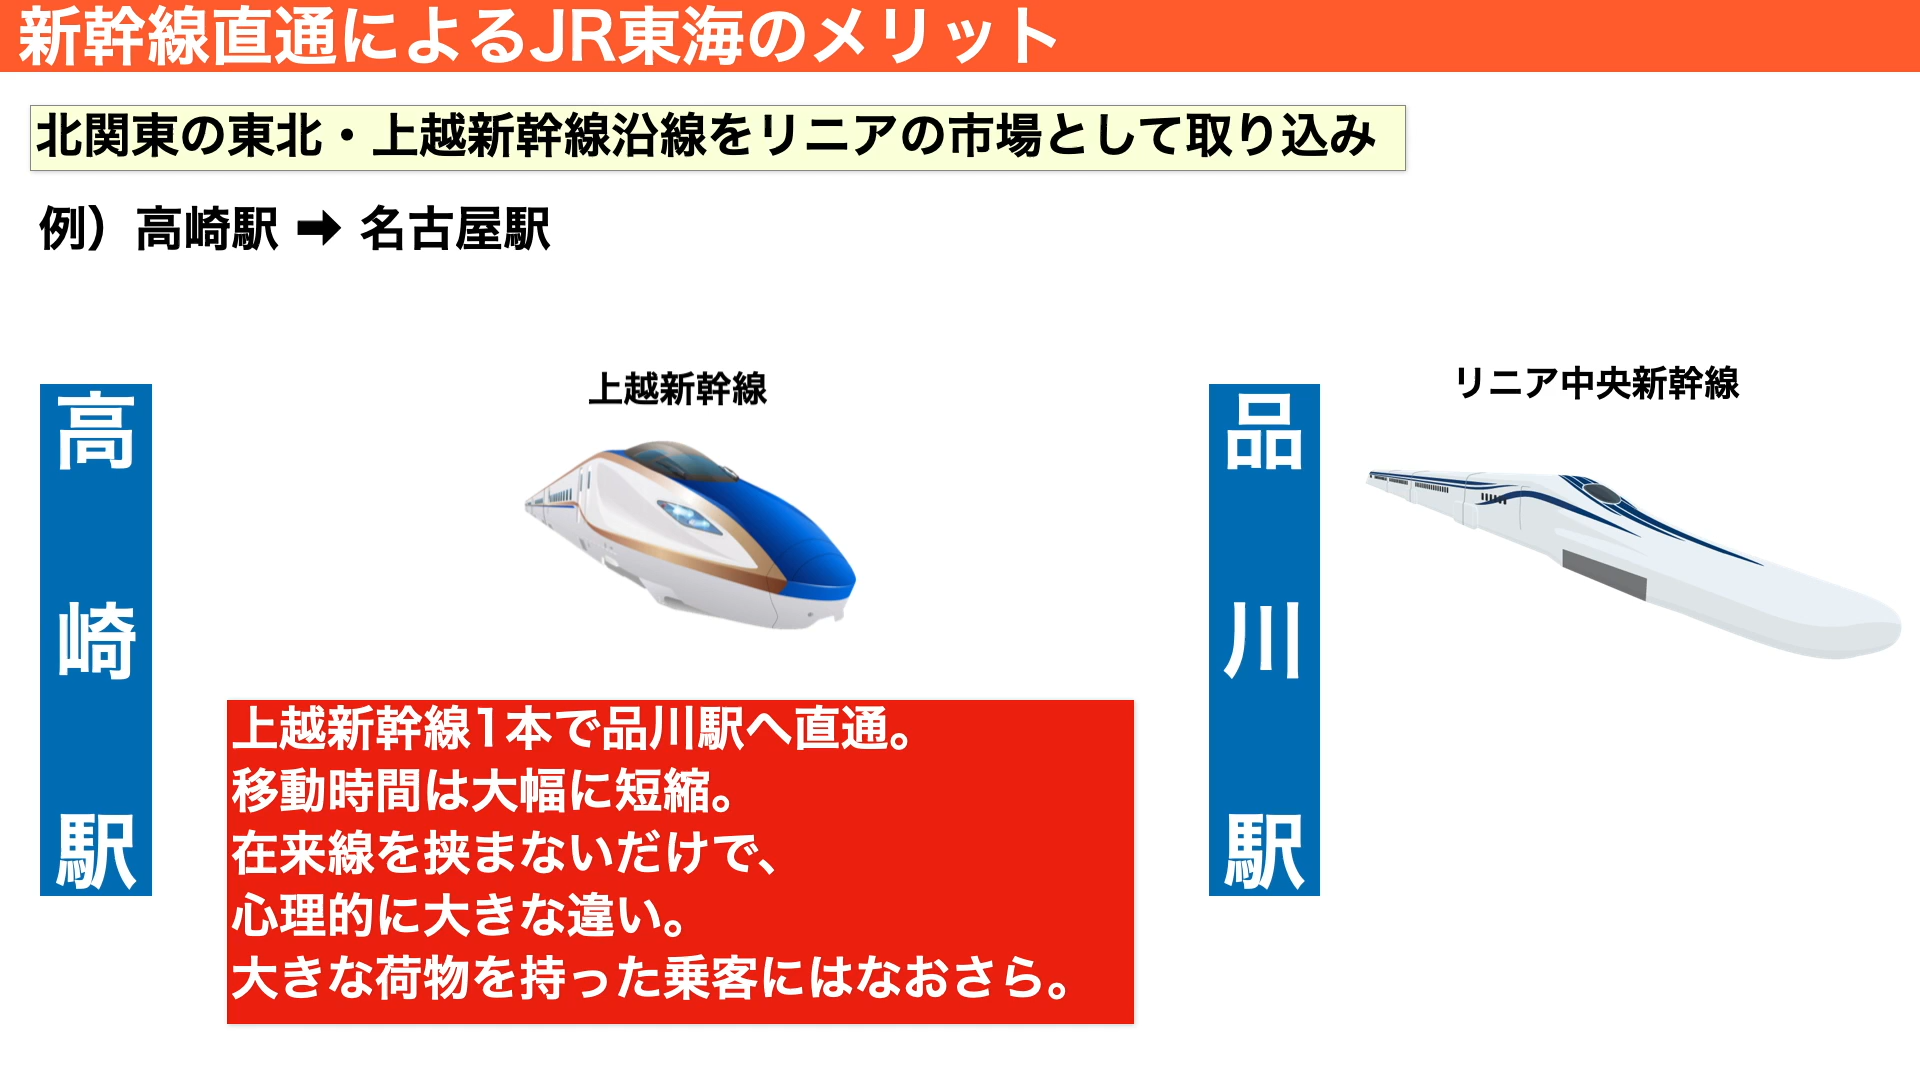 新幹線直通によるJR東海のメリット
北関東の東北・上越新幹線沿線をリニアの市場として取り込み
例）高崎駅 ➡ 名古屋駅
高崎駅
上越新幹線
上越新幹線1本で品川駅へ直通。
移動時間は大幅に短縮。
在来線を挟まないだけで、
心理的に大きな違い。
大きな荷物を持った乗客にはなおさら。
品川駅
リニア中央新幹線